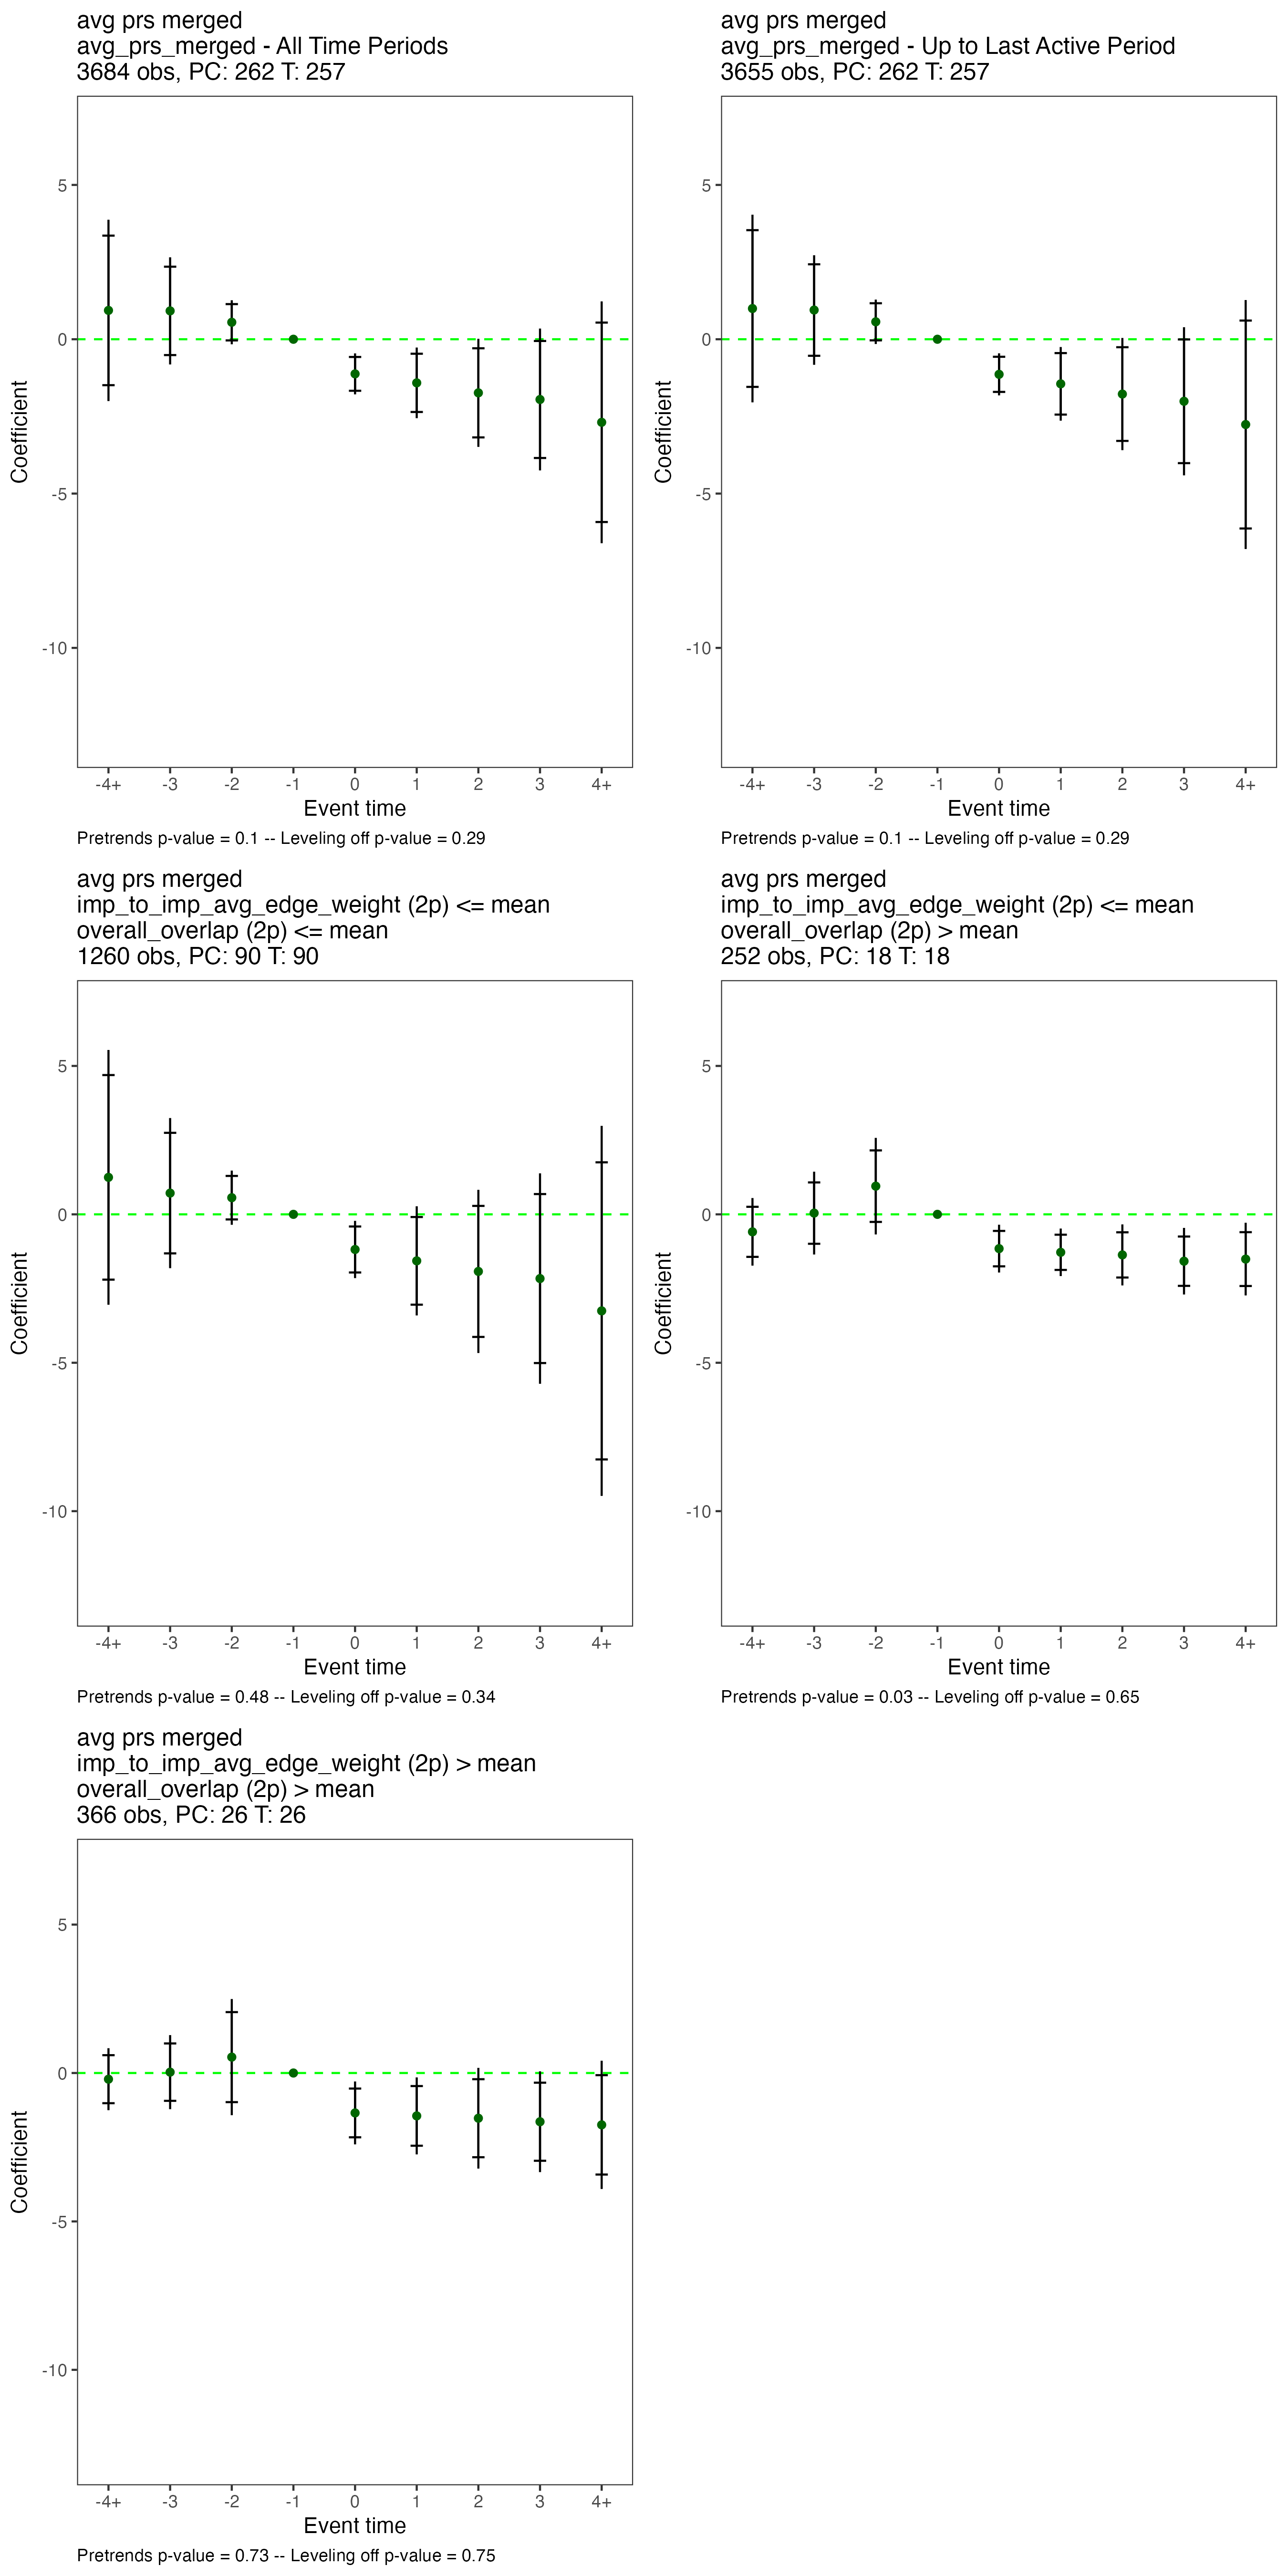 avg prs merged
avg_prs_merged - All Time Periods
3684 obs, PC: 262 T: 257
5
0
-5
-10
Coefficient
-4+ -3 -2 -1 0 1 2 3 4+
Event time
Pretrends p-value = 0.1 -- Leveling off p-value = 0.29
avg prs merged
avg_prs_merged - Up to Last Active Period
3655 obs, PC: 262 T: 257
5
0
-5
-10
Coefficient
-4+ -3 -2 -1 0 1 2 3 4+
Event time
Pretrends p-value = 0.1 -- Leveling off p-value = 0.29
avg prs merged
imp_to_imp_avg_edge_weight (2p) <= mean
overall_overlap (2p) <= mean
1260 obs, PC: 90 T: 90
5
0
-5
-10
Coefficient
-4+ -3 -2 -1 0 1 2 3 4+
Event time
Pretrends p-value = 0.48 -- Leveling off p-value = 0.34
avg prs merged
imp_to_imp_avg_edge_weight (2p) <= mean
overall_overlap (2p) > mean
252 obs, PC: 18 T: 18
5
0
-5
-10
Coefficient
-4+ -3 -2 -1 0 1 2 3 4+
Event time
Pretrends p-value = 0.03 -- Leveling off p-value = 0.65
avg prs merged
imp_to_imp_avg_edge_weight (2p) > mean
overall_overlap (2p) > mean
366 obs, PC: 26 T: 26
5
0
-5
-10
Coefficient
-4+ -3 -2 -1 0 1 2 3 4+
Event time
Pretrends p-value = 0.73 -- Leveling off p-value = 0.75